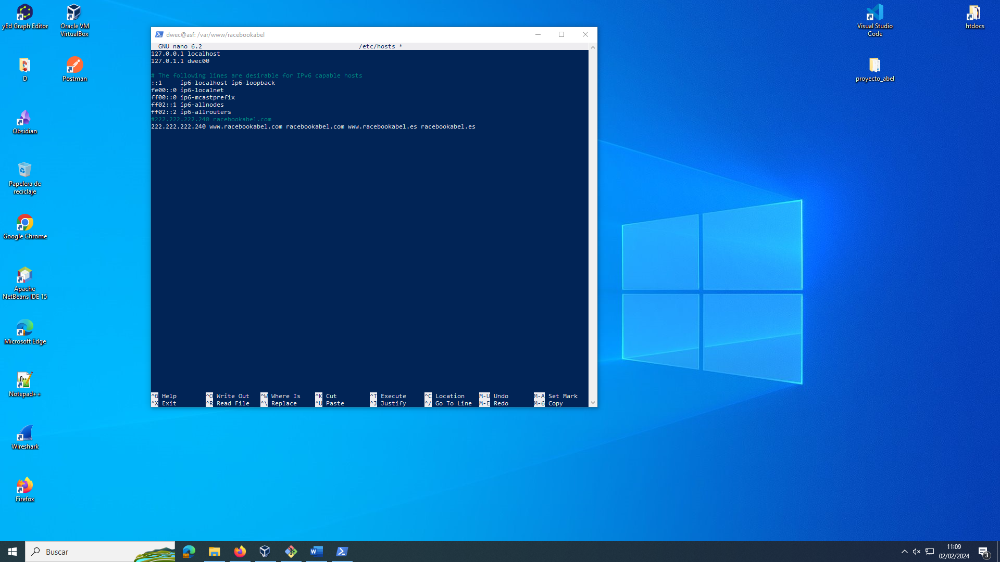 yEd Graph Editor
Oracle VM
VirtualBox
D
Postman
Obsidian
Papelera de
reciclaje
Google Chrome
Apache
NetBeans IDE 15
Microsoft Edge
Notepad++
Wireshark
Firefox
dwec@asf: /var/www/racebookabel
GNU nano 6.2 /etc/hosts *
127.0.0.1 localhost
127.0.1.1 dwec00
# The following lines are desirable for IPv6 capable hosts
::1     ip6-localhost ip6-loopback
fe00::0 ip6-localnet
ff00::0 ip6-mcastprefix
ff02::1 ip6-allnodes
ff02::2 ip6-allrouters
#222.222.222.240 racebookabel.com
222.222.222.240 www.racebookabel.com racebookabel.com www.racebookabel.es racebookabel.es
^G Help ^O Write Out ^W Where Is ^K Cut ^T Execute ^C Location M-U Undo M-A Set Mark
^X Exit ^R Read File ^\ Replace ^U Paste ^J Justify ^/ Go To Line M-E Redo M-6 Copy
Visual Studio
Code
htdocs
proyecto_abel
Buscar
11:09
02/02/2024
3